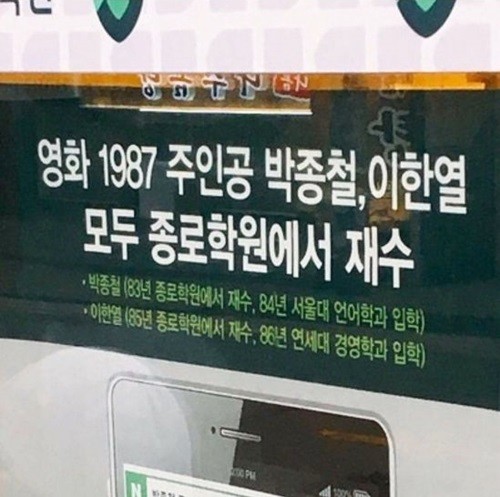 학원
영화 1987 주인공 박종철, 이한열
모두 종로학원에서 재수
· 박종철 (83년 종로학원에서 재수, 84년 서울대 언어학과 입학)
· 이한열 (85년 종로학원에서 재수, 86년 연세대 경영학과 입학)
100%
N